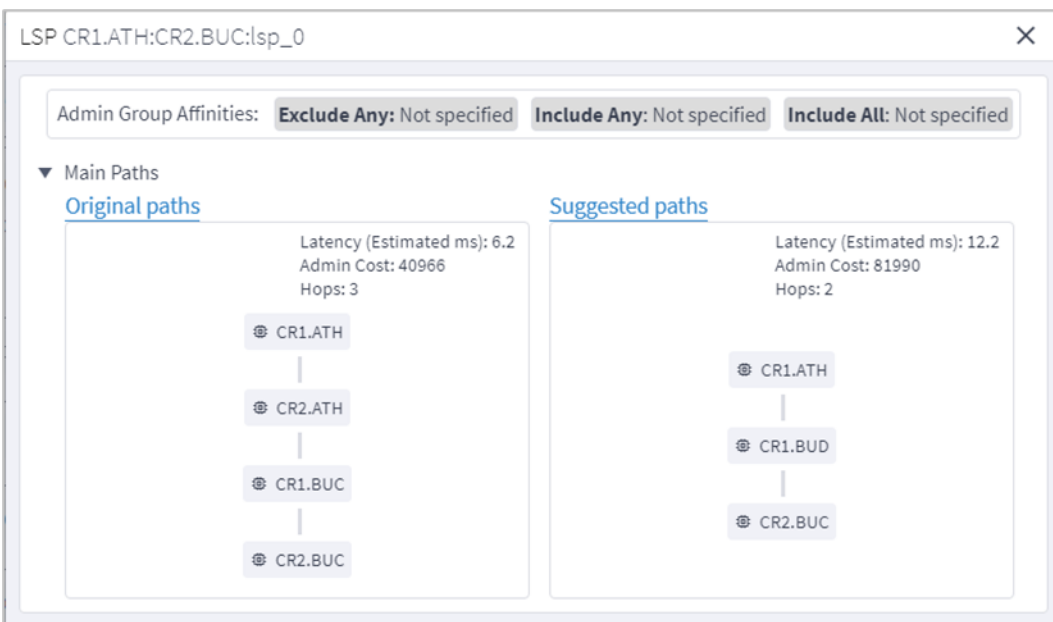 LSP CR1.ATH:CR2.BUC:lsp_0
Admin Group Affinities: Exclude Any: Not specified Include Any: Not specified Include All: Not specified
Main Paths
Original paths
Latency (Estimated ms): 6.2
Admin Cost: 40966
Hops: 3
CR1.ATH
CR2.ATH
CR1.BUC
CR2.BUC
Suggested paths
Latency (Estimated ms): 12.2
Admin Cost: 81990
Hops: 2
CR1.ATH
CR1.BUD
CR2.BUC